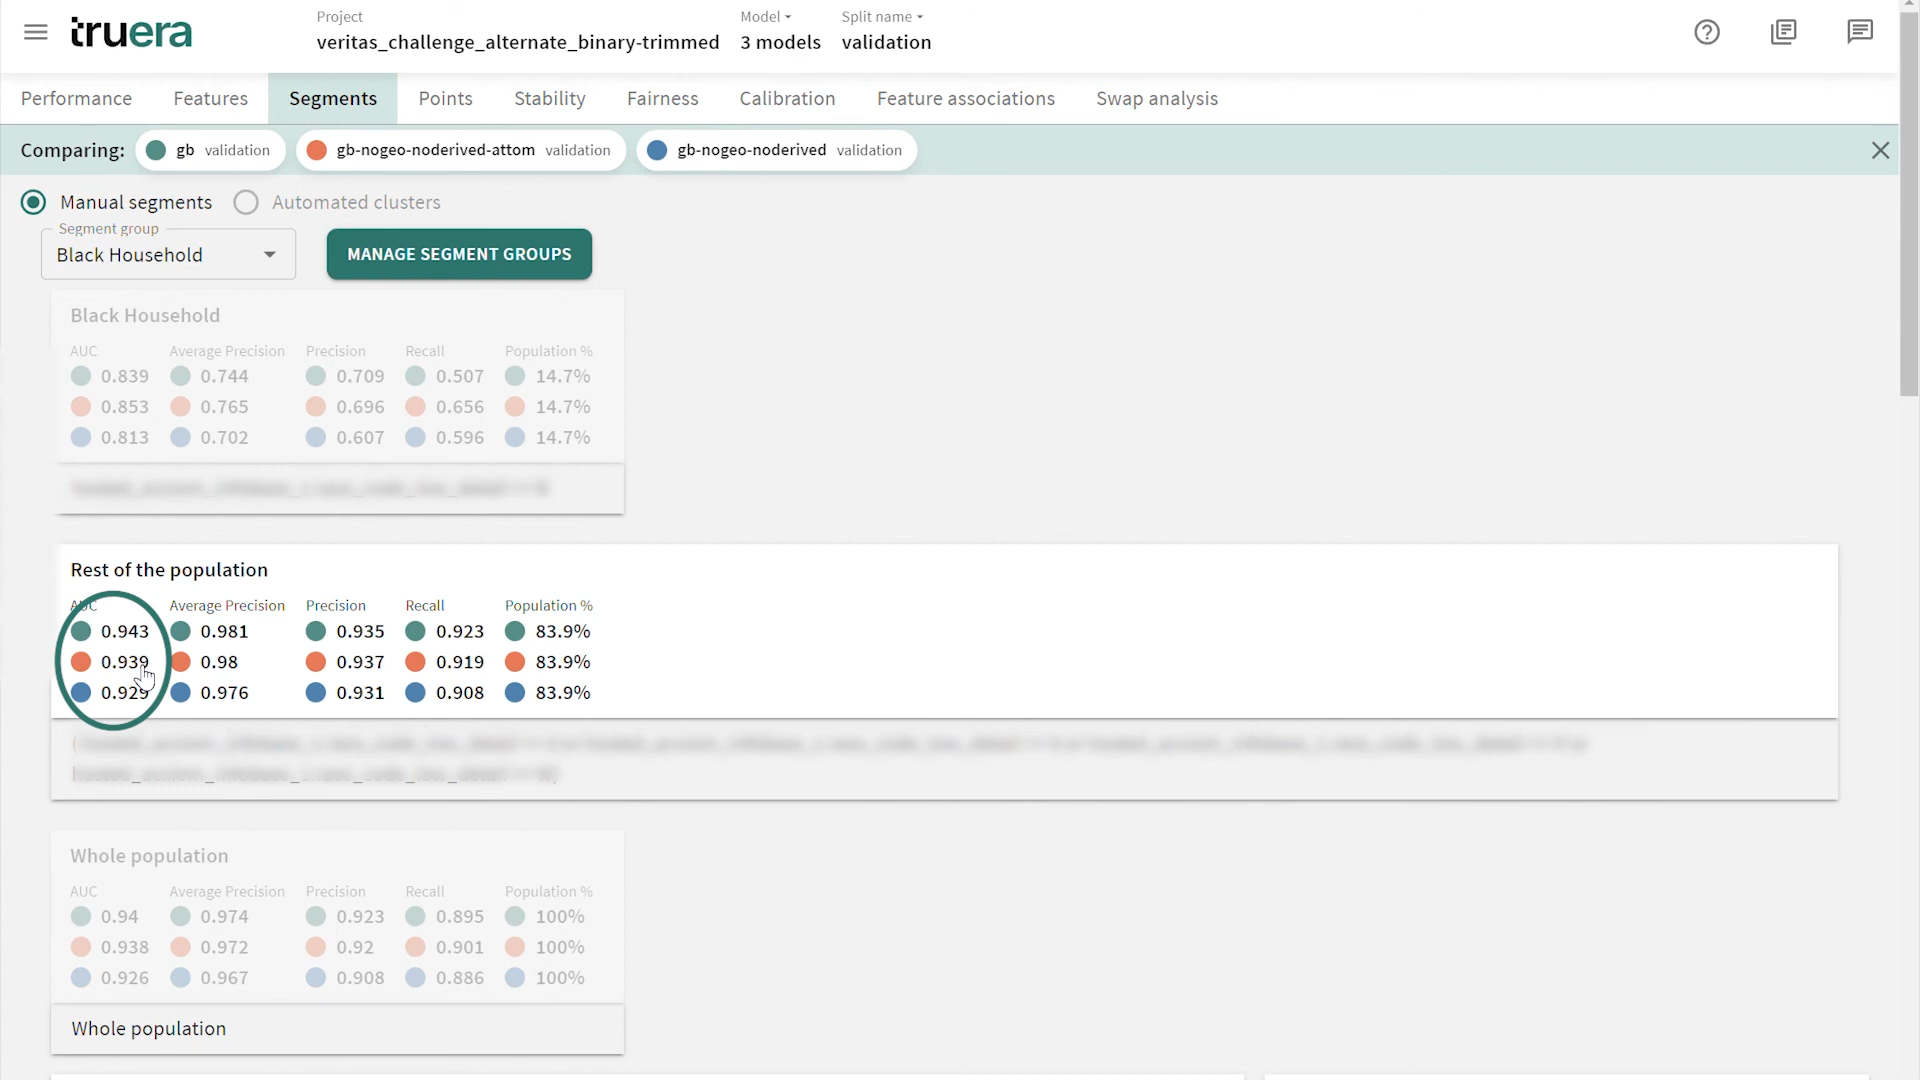 truera
Project
veritas_challenge_alternate_binary-trimmed
Model
3 models
Split name
validation
Performance Features Segments Points Stability Fairness Calibration Feature associations Swap analysis
Comparing: gb validation gb-nogeo-noderived-attom validation gb-nogeo-noderived validation
Manual segments Automated clusters
Segment group
Black Household
MANAGE SEGMENT GROUPS
Black Household
AUC Average Precision Precision Recall Population %
0.839 0.744 0.709 0.507 14.7%
0.853 0.765 0.696 0.656 14.7%
0.813 0.702 0.607 0.596 14.7%
Rest of the population
AUC Average Precision Precision Recall Population %
0.943 0.981 0.935 0.923 83.9%
0.939 0.98 0.937 0.919 83.9%
0.929 0.976 0.931 0.908 83.9%
Whole population
AUC Average Precision Precision Recall Population %
0.94 0.974 0.923 0.895 100%
0.938 0.972 0.92 0.901 100%
0.926 0.967 0.908 0.886 100%
Whole population